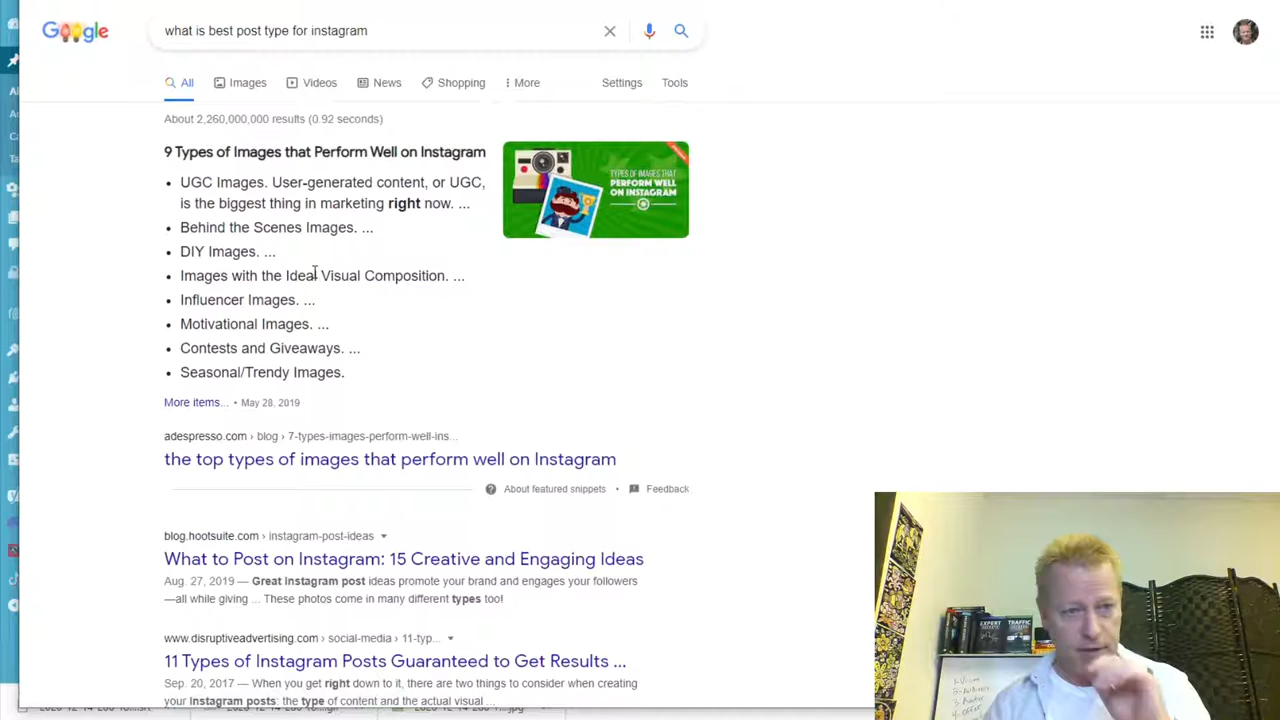 Google
what is best post type for instagram
All Images Videos News Shopping More Settings Tools
About 2,260,000,000 results (0.92 seconds)
9 Types of Images that Perform Well on Instagram
• UGC Images. User-generated content, or UGC,
is the biggest thing in marketing right now. ...
• Behind the Scenes Images. ...
• DIY Images. ...
• Images with the Ideal Visual Composition. ...
• Influencer Images. ...
• Motivational Images. ...
• Contests and Giveaways. ...
• Seasonal/Trendy Images.
TYPES OF IMAGES THAT
PERFORM WELL
ON INSTAGRAM
More items... • May 28, 2019
adespresso.com › blog › 7-types-images-perform-well-ins...
the top types of images that perform well on Instagram
About featured snippets • Feedback
blog.hootsuite.com › instagram-post-ideas
What to Post on Instagram: 15 Creative and Engaging Ideas
Aug. 27, 2019 — Great Instagram post ideas promote your brand and engages your followers
—all while giving ... These photos come in many different types too!
www.disruptiveadvertising.com › social-media › 11-typ...
11 Types of Instagram Posts Guaranteed to Get Results ...
Sep. 20, 2017 — When you get right down to it, there are two things to consider when creating
your Instagram posts: the type of content and the actual visual ...
EXPERT
TRAFFIC